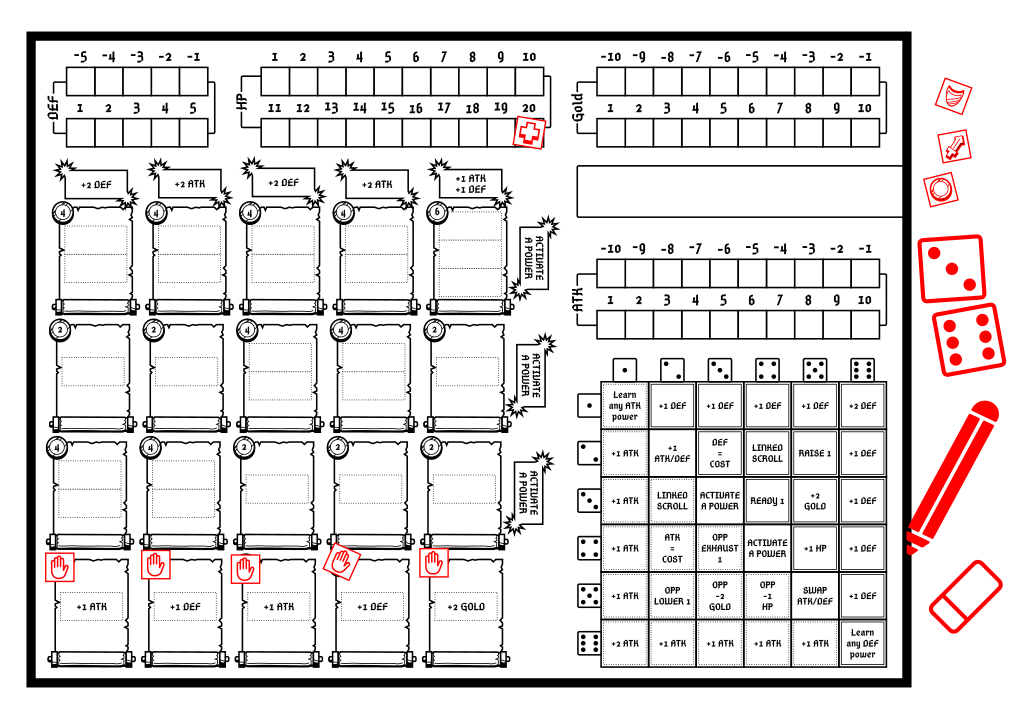 -5 -4 -3 -2 -1
DEF
1 2 3 4 5
1 2 3 4 5 6 7 8 9 10
HP
11 12 13 14 15 16 17 18 19 20
-10 -9 -8 -7 -6 -5 -4 -3 -2 -1
Gold
1 2 3 4 5 6 7 8 9 10
+2 DEF
+2 ATK
+2 DEF
+2 ATK
+1 ATK
+1 DEF
4 4 4 4 6
ACTIVATE
A POWER
2 2 4 4 2
ACTIVATE
A POWER
4 4 2 2 2
ACTIVATE
A POWER
+1 ATK
+1 DEF
+1 ATK
+1 DEF
+2 GOLD
-10 -9 -8 -7 -6 -5 -4 -3 -2 -1
ATK
1 2 3 4 5 6 7 8 9 10
Learn
any ATK
power
+1 DEF
+1 DEF
+1 DEF
+1 DEF
+2 DEF
+1 ATK
+1
ATK/DEF
DEF
=
COST
LINKED
SCROLL
RAISE 1
+1 DEF
+1 ATK
LINKED
SCROLL
ACTIVATE
A POWER
READY 1
+2
GOLD
+1 DEF
+1 ATK
ATK
=
COST
OPP
EXHAUST
1
ACTIVATE
A POWER
+1 HP
+1 DEF
+1 ATK
OPP
LOWER 1
OPP
-2
GOLD
OPP
-1
HP
SWAP
ATK/DEF
+1 DEF
+2 ATK
+1 ATK
+1 ATK
+1 ATK
+1 ATK
Learn
any DEF
power